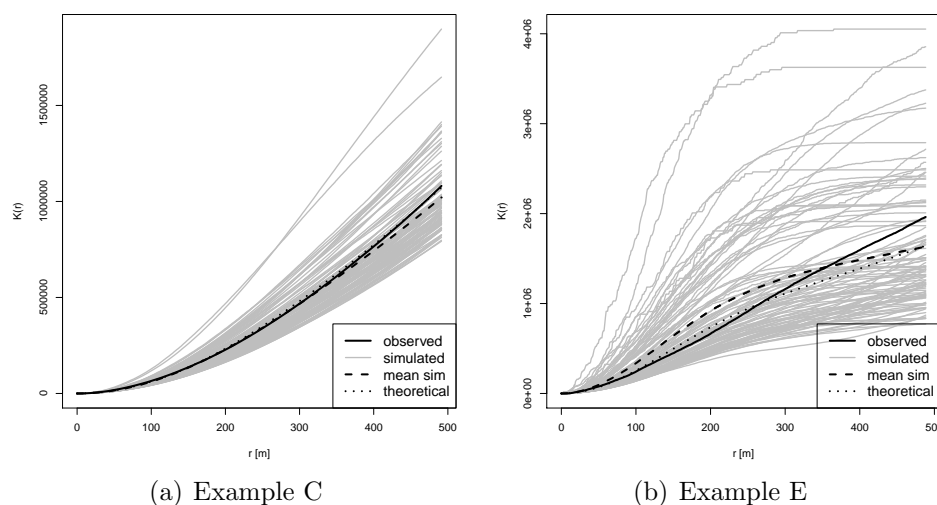 K(r)
1500000
1000000
500000
0
0 100 200 300 400 500
r [m]
observed
simulated
mean sim
theoretical
(a) Example C
K(r)
4e+06
3e+06
2e+06
1e+06
0e+00
0 100 200 300 400 500
r [m]
observed
simulated
mean sim
theoretical
(b) Example E